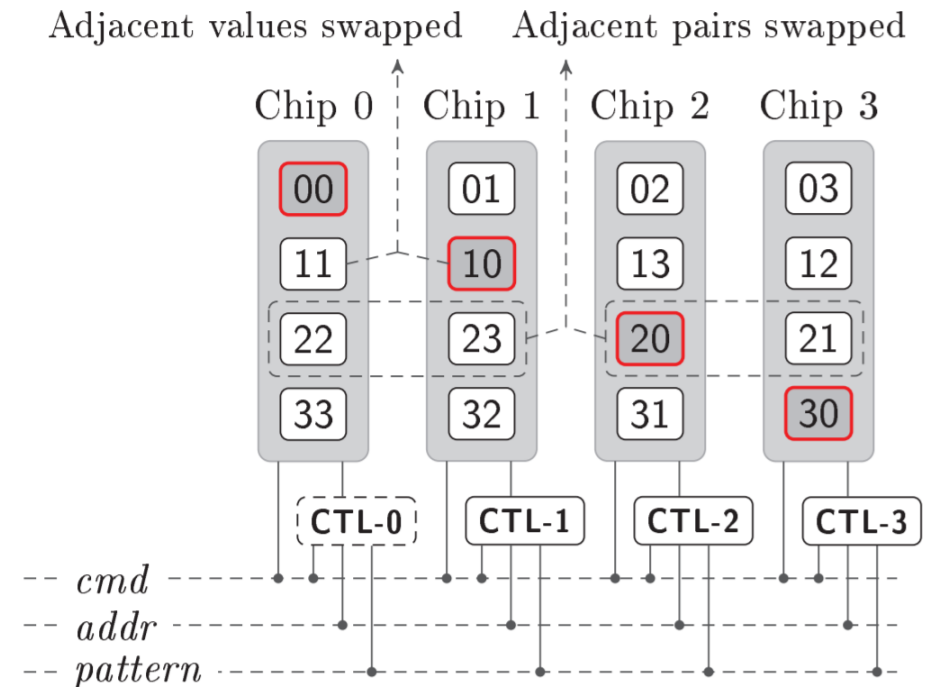 Adjacent values swapped Adjacent pairs swapped
Chip 0 Chip 1 Chip 2 Chip 3
00 01 02 03
11 10 13 12
22 23 20 21
33 32 31 30
CTL-0 CTL-1 CTL-2 CTL-3
cmd
addr
pattern